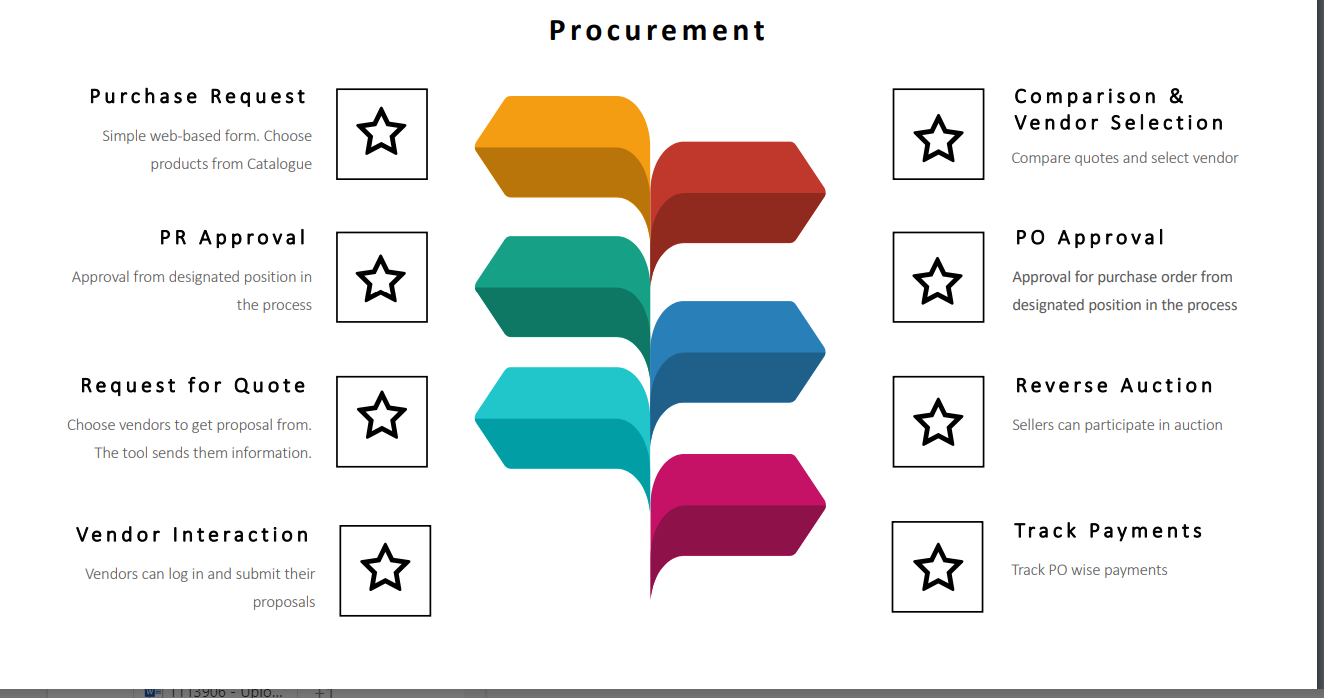 Procurement
Purchase Request
Simple web-based form. Choose
products from Catalogue
PR Approval
Approval from designated position in
the process
Request for Quote
Choose vendors to get proposal from.
The tool sends them information.
Vendor Interaction
Vendors can log in and submit their
proposals
Comparison &
Vendor Selection
Compare quotes and select vendor
PO Approval
Approval for purchase order from
designated position in the process
Reverse Auction
Sellers can participate in auction
Track Payments
Track PO wise payments
1113906 - Uplo...